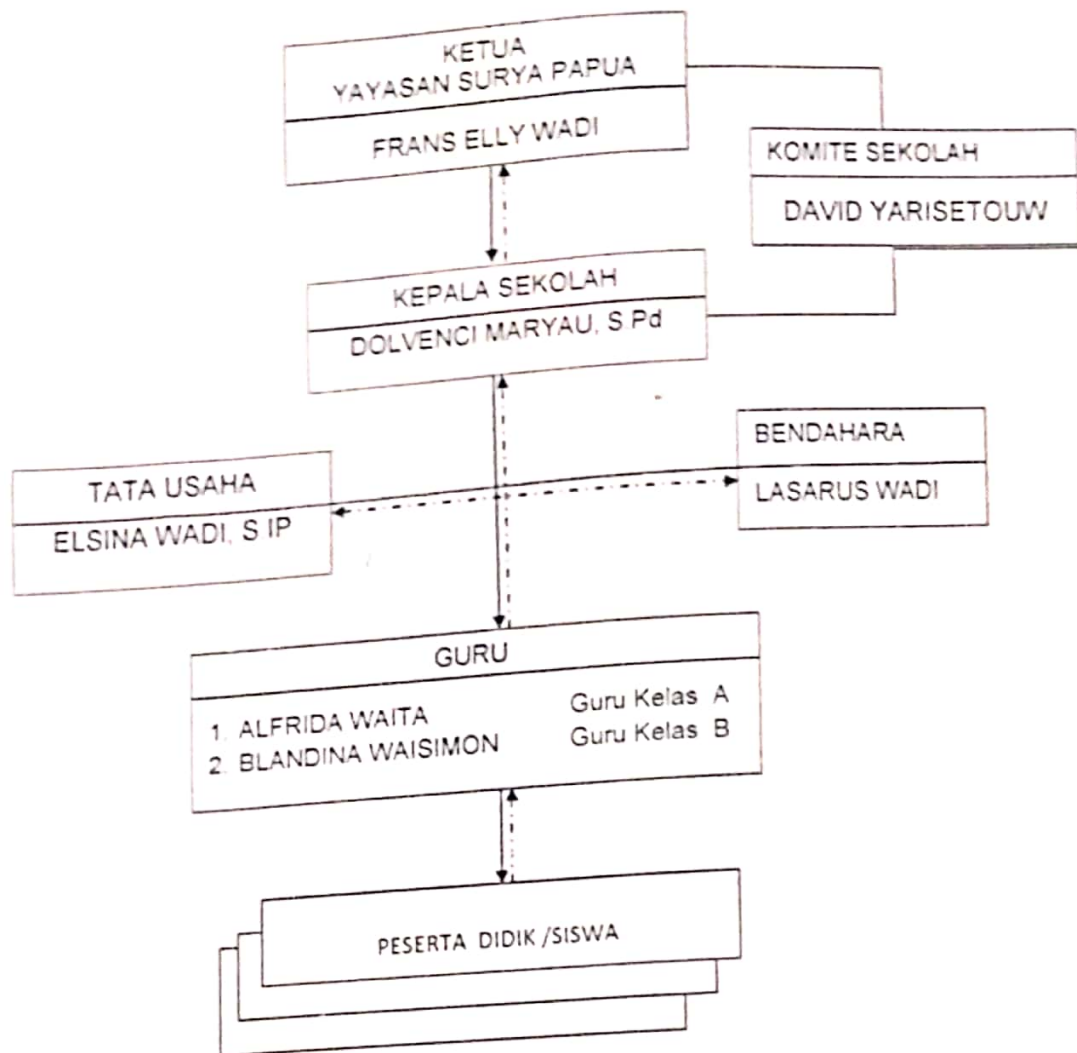 KETUA
YAYASAN SURYA PAPUA
FRANS ELLY WADI
KOMITE SEKOLAH
DAVID YARISETOUW
KEPALA SEKOLAH
DOLVENCI MARYAU, S.Pd
BENDAHARA
LASARUS WADI
TATA USAHA
ELSINA WADI, S.IP
GURU
1. ALFRIDA WAITA Guru Kelas A
2. BLANDINA WAISIMON Guru Kelas B
PESERTA DIDIK /SISWA